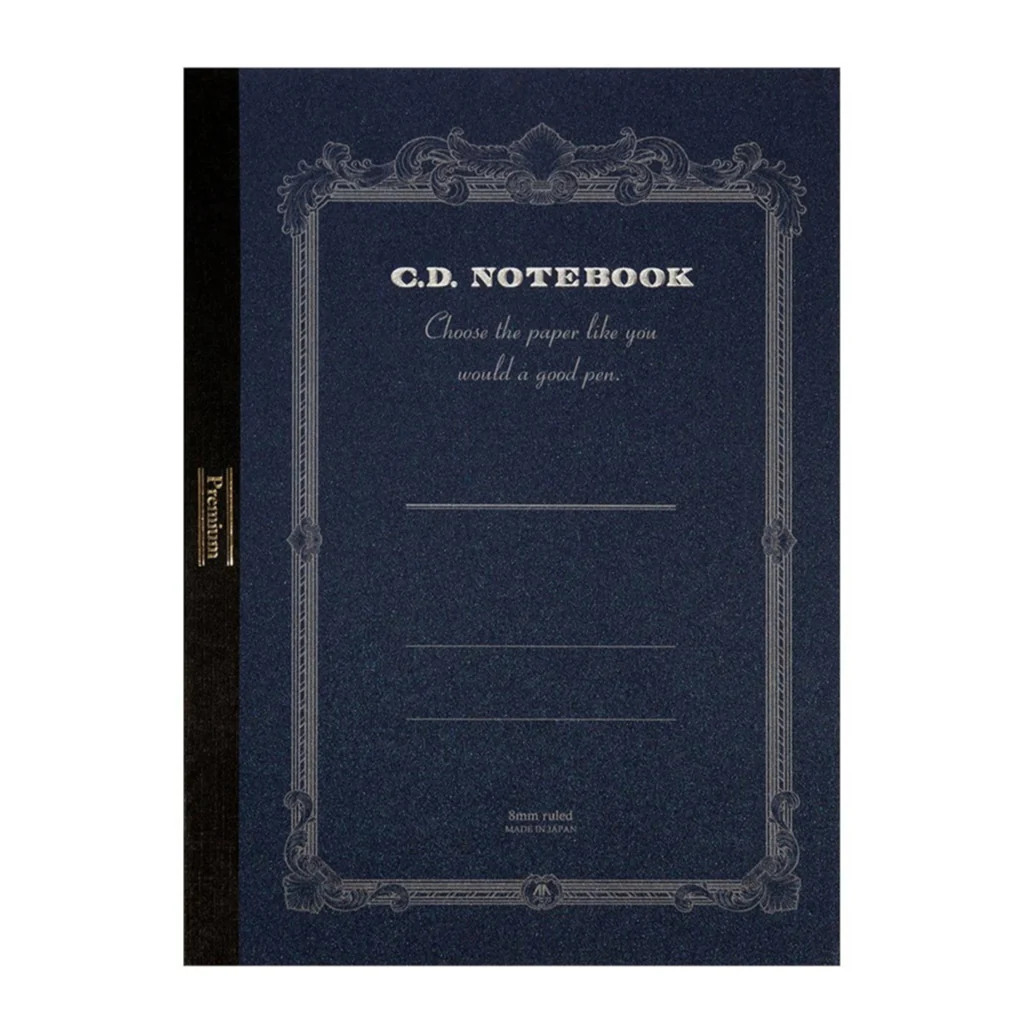 C.D. NOTEBOOK
Choose the paper like you
would a good pen.
Premium
8mm ruled
MADE IN JAPAN